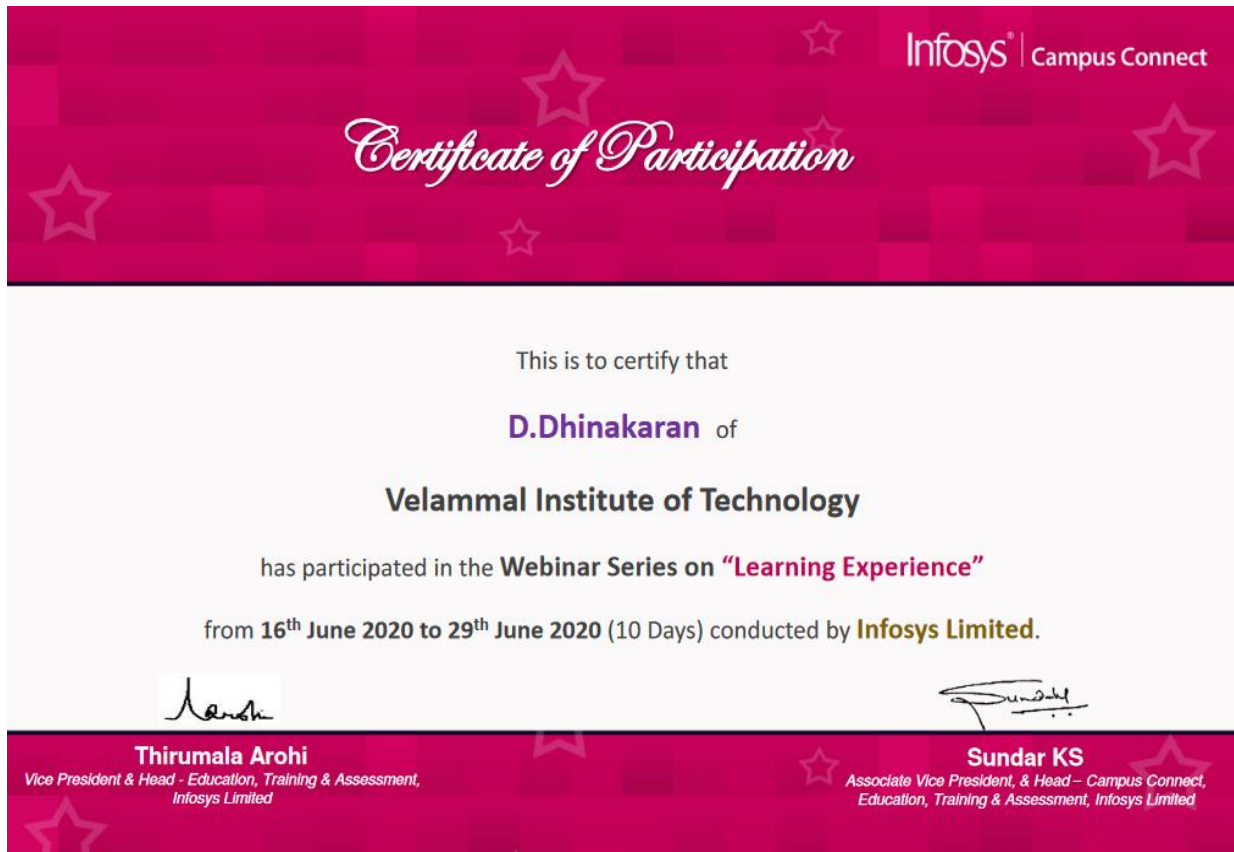 Infosys® | Campus Connect
Certificate of Participation
This is to certify that
D.Dhinakaran of
Velammal Institute of Technology
has participated in the Webinar Series on “Learning Experience”
from 16th June 2020 to 29th June 2020 (10 Days) conducted by Infosys Limited.
Thirumala Arohi
Vice President & Head - Education, Training & Assessment,
Infosys Limited
Sundar KS
Associate Vice President, & Head – Campus Connect,
Education, Training & Assessment, Infosys Limited